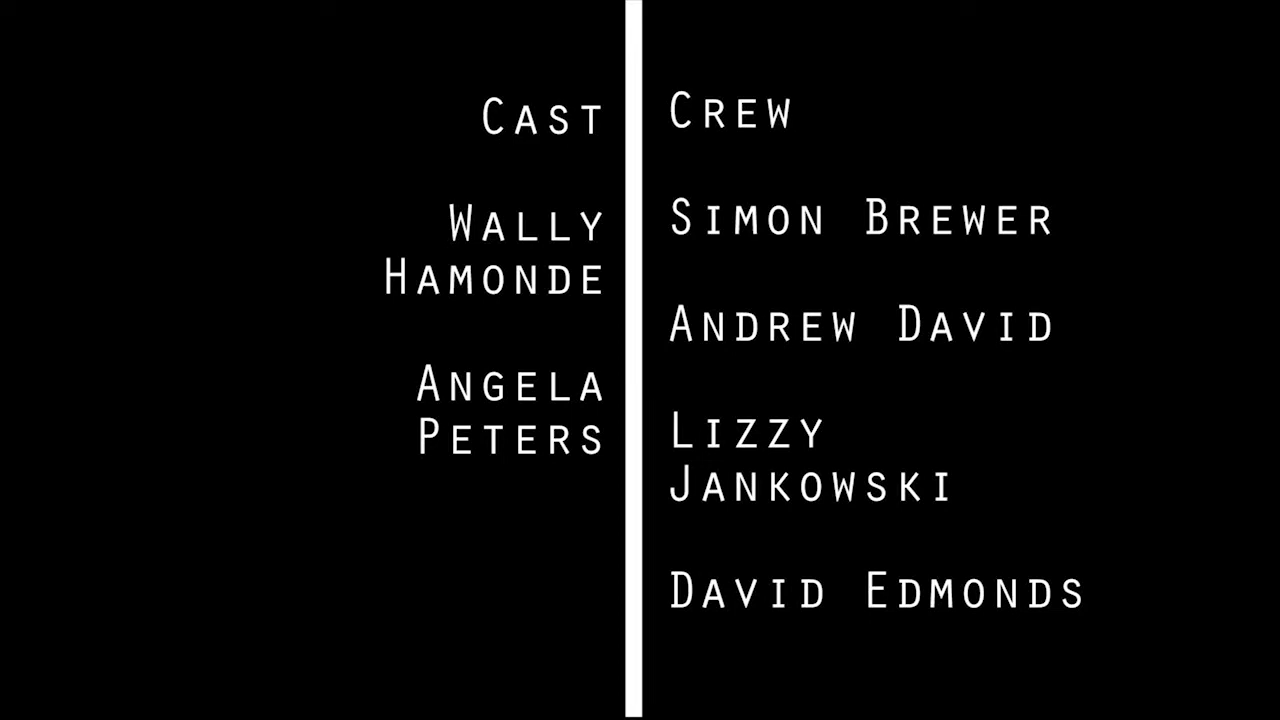 Cast
Wally
Hamonde
Angela
Peters
Crew
Simon Brewer
Andrew David
Lizzy
Jankowski
David Edmonds